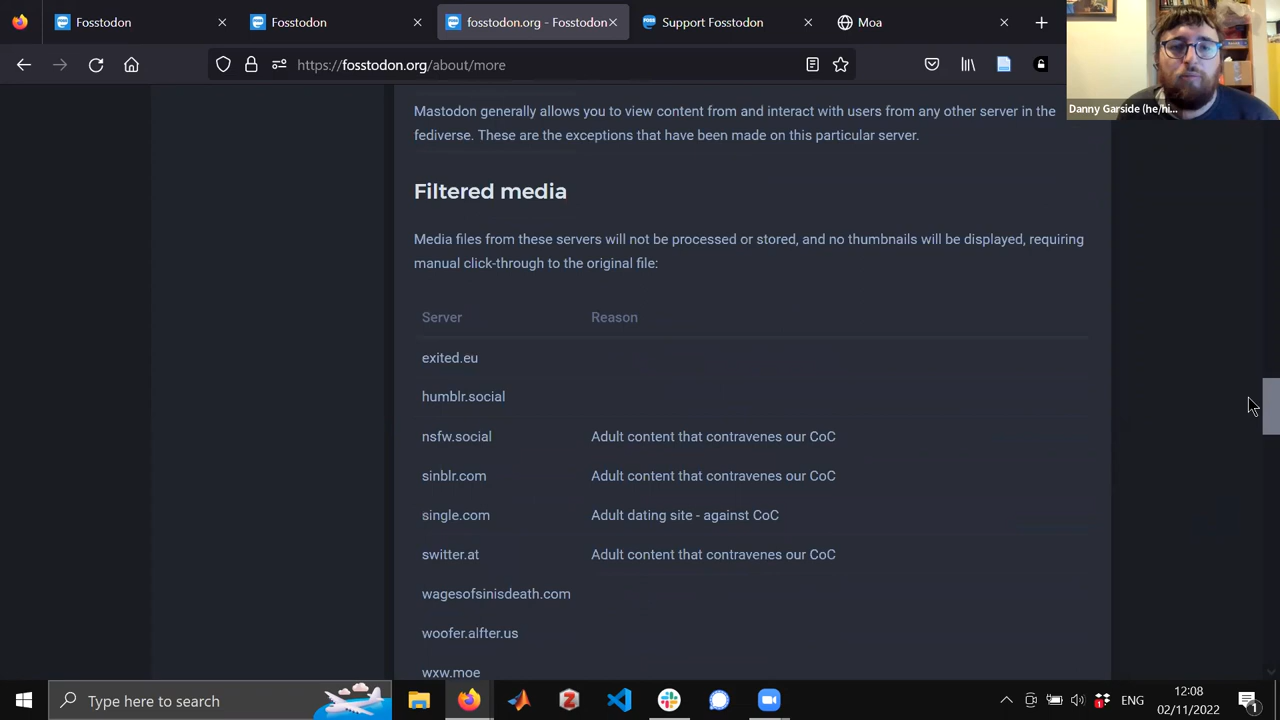 Fosstodon
Fosstodon
fosstodon.org - Fosstodon
Support Fosstodon
Moa
https://fosstodon.org/about/more
Danny Garside (he/hi...
Mastodon generally allows you to view content from and interact with users from any other server in the
fediverse. These are the exceptions that have been made on this particular server.
Filtered media
Media files from these servers will not be processed or stored, and no thumbnails will be displayed, requiring
manual click-through to the original file:
Server Reason
exited.eu
humblr.social
nsfw.social Adult content that contravenes our CoC
sinblr.com Adult content that contravenes our CoC
single.com Adult dating site - against CoC
switter.at Adult content that contravenes our CoC
wagesofsinisdeath.com
woofer.alfter.us
wxw.moe
Type here to search
ENG
12:08
02/11/2022
1